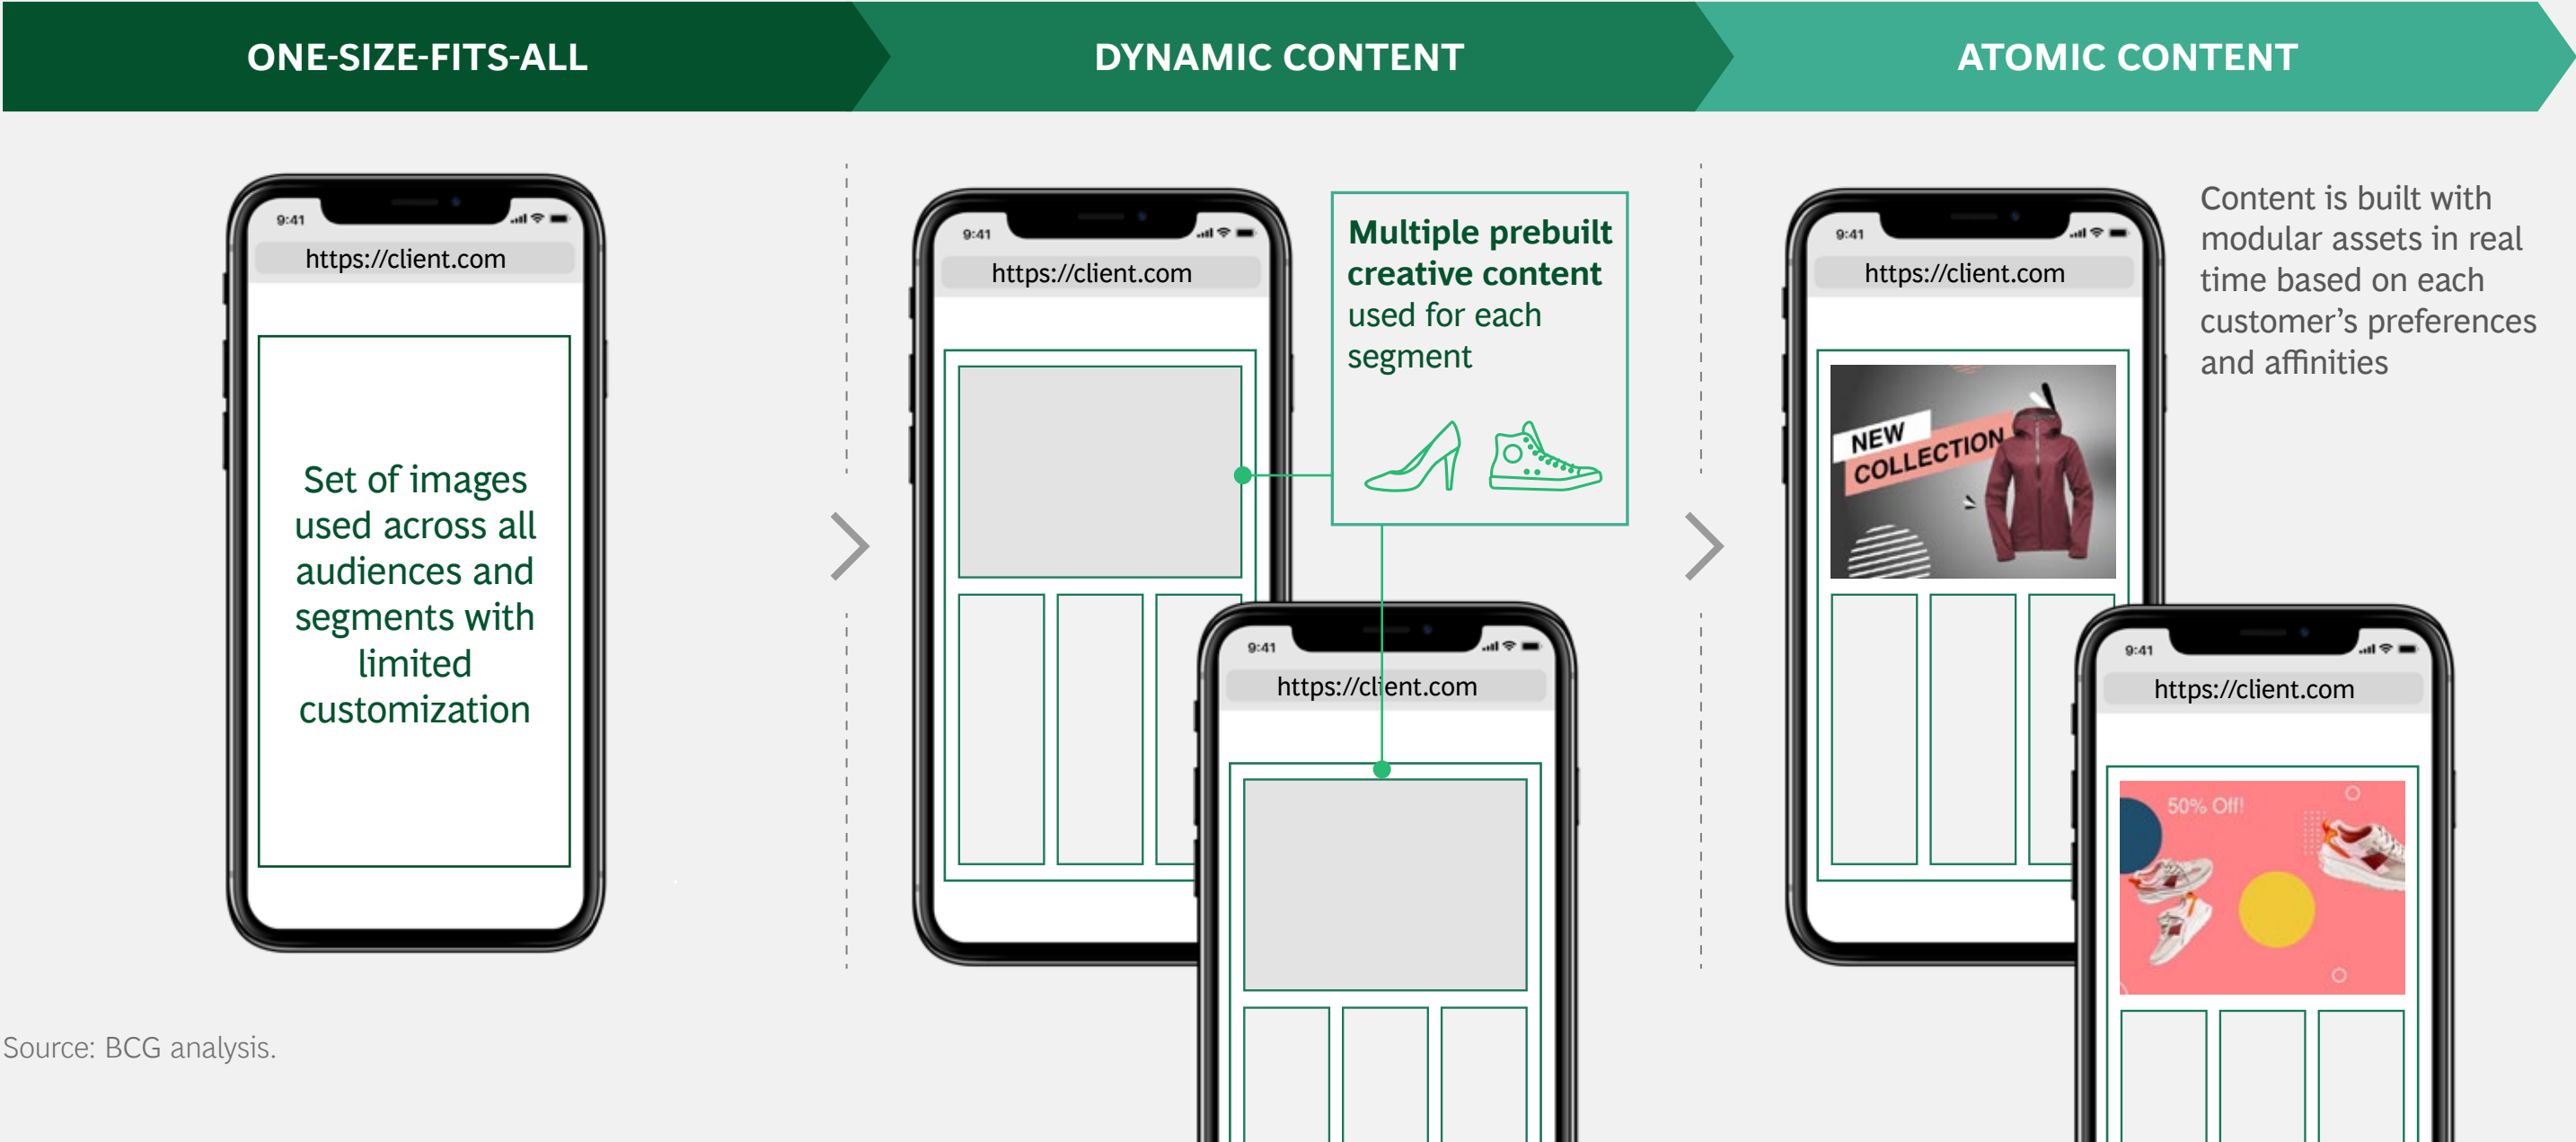 ONE-SIZE-FITS-ALL
DYNAMIC CONTENT
ATOMIC CONTENT
9:41
https://client.com
Set of images
used across all
audiences and
segments with
limited
customization
9:41
https://client.com
Multiple prebuilt
creative content
used for each
segment
9:41
https://client.com
9:41
https://client.com
NEW
COLLECTION
Content is built with
modular assets in real
time based on each
customer’s preferences
and affinities
9:41
https://client.com
50% Off!
Source: BCG analysis.